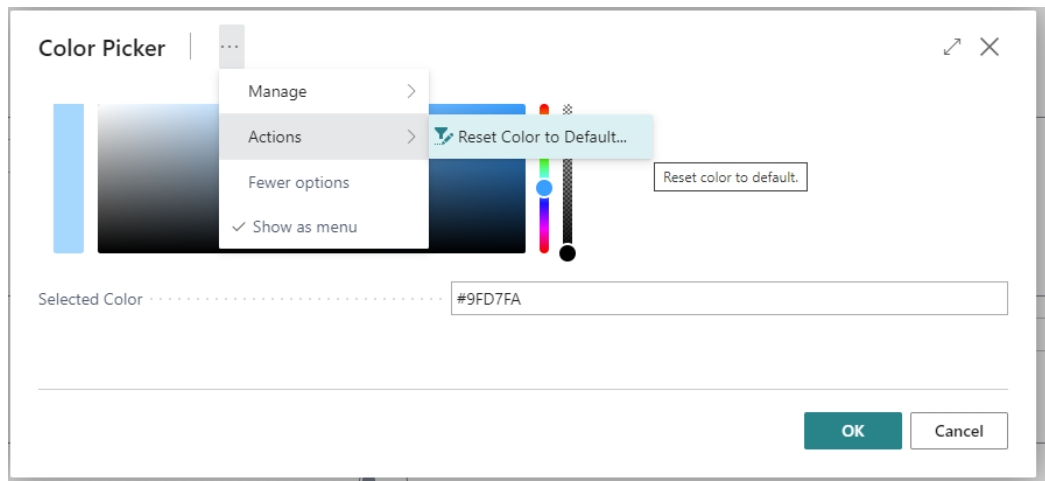 Color Picker
...
Manage
Actions
Reset Color to Default...
Reset color to default.
Fewer options
Show as menu
Selected Color
#9FD7FA
OK
Cancel